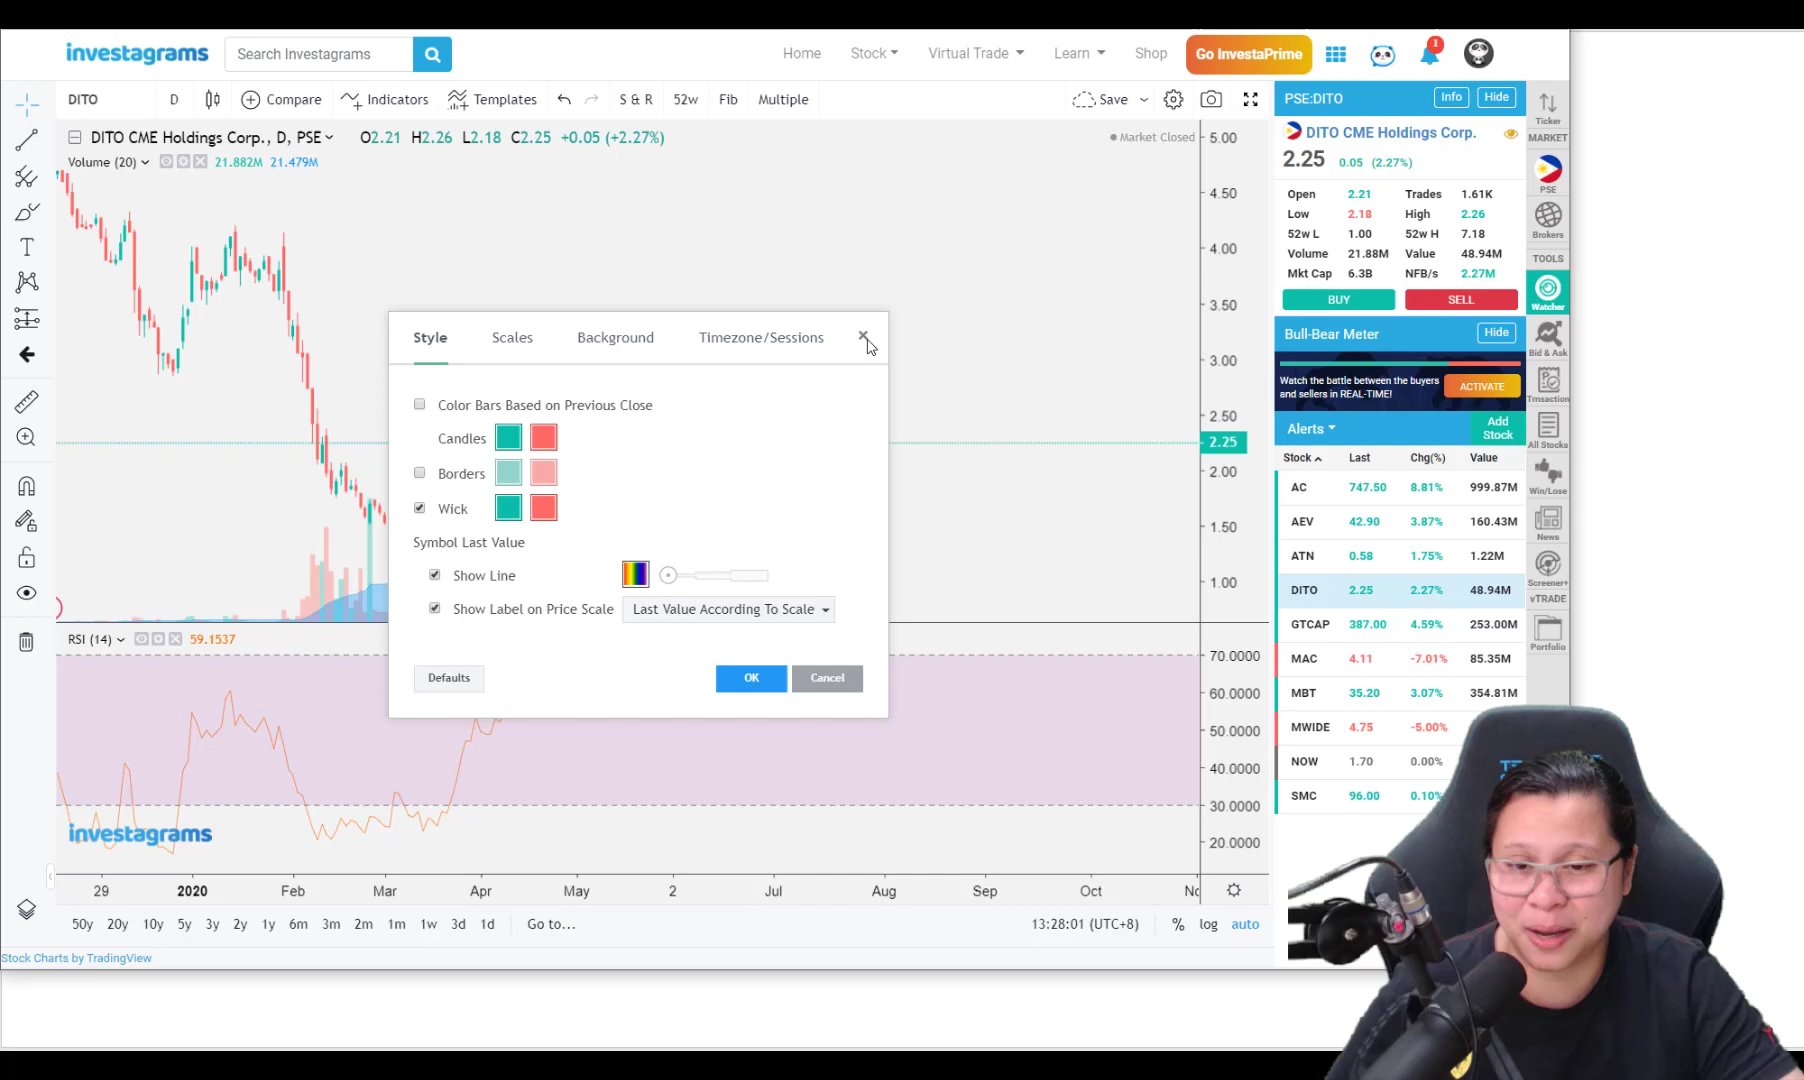 investagrams
Search Investagrams
Home
Stock
Virtual Trade
Learn
Shop
Go InvestaPrime
1
DITO
D
Compare
Indicators
Templates
S & R
52w
Fib
Multiple
Save
DITO CME Holdings Corp., D, PSE
O2.21 H2.26 L2.18 C2.25 +0.05 (+2.27%)
Market Closed
Volume (20)
21.882M 21.479M
5.00
4.50
4.00
3.50
3.00
2.50
2.25
2.00
1.50
1.00
Style
Scales
Background
Timezone/Sessions
Color Bars Based on Previous Close
Candles
Borders
Wick
Symbol Last Value
Show Line
Show Label on Price Scale
Last Value According To Scale
Defaults
OK
Cancel
RSI (14)
59.1537
70.0000
60.0000
50.0000
40.0000
30.0000
20.0000
investagrams
29 2020 Feb Mar Apr May 2 Jul Aug Sep Oct
50y 20y 10y 5y 3y 2y 1y 6m 3m 2m 1m 1w 3d 1d
Go to...
13:28:01 (UTC+8)
% log auto
Stock Charts by TradingView
PSE:DITO
Info
Hide
DITO CME Holdings Corp.
2.25 0.05 (2.27%)
Open 2.21 Trades 1.61K
Low 2.18 High 2.26
52w L 1.00 52w H 7.18
Volume 21.88M Value 48.94M
Mkt Cap 6.3B NFB/s 2.27M
BUY
SELL
Bull-Bear Meter
Hide
Watch the battle between the buyers
and sellers in REAL-TIME!
ACTIVATE
Alerts
Add
Stock
Stock Last Chg(%) Value
AC 747.50 8.81% 999.87M
AEV 42.90 3.87% 160.43M
ATN 0.58 1.75% 1.22M
DITO 2.25 2.27% 48.94M
GTCAP 387.00 4.59% 253.00M
MAC 4.11 -7.01% 85.35M
MBT 35.20 3.07% 354.81M
MWIDE 4.75 -5.00%
NOW 1.70 0.00%
SMC 96.00 0.10%
Ticker
MARKET
PSE
Brokers
TOOLS
Watcher
Bid & Ask
Trnsaction
All Stocks
Win/Lose
News
Screener+
vTRADE
Portfolio